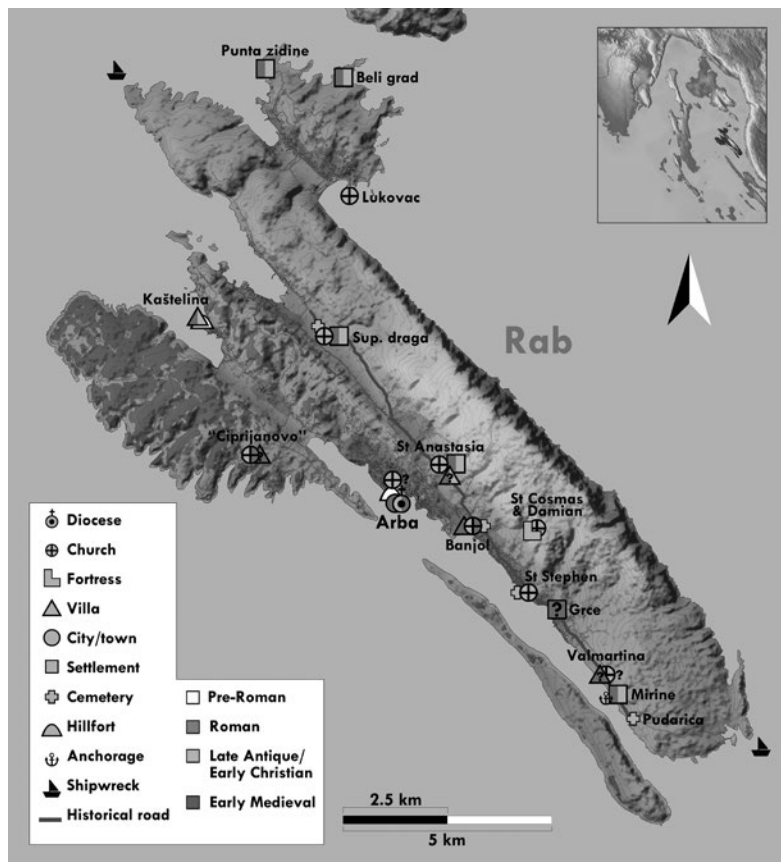 Punta zidine
Beli grad
Lukovac
Kaštelina
Rab
Sup. draga
"Ciprijanovo"
?
St Anastasia
?
?
Arba
St Cosmas
& Damian
Banjol
St Stephen
?
Grce
Valmartina
?
?
Mirine
Pudarica
Diocese
Church
Fortress
Villa
City/town
Settlement
Cemetery
Hillfort
Anchorage
Shipwreck
Historical road
Pre-Roman
Roman
Late Antique/
Early Christian
Early Medieval
2.5 km
5 km